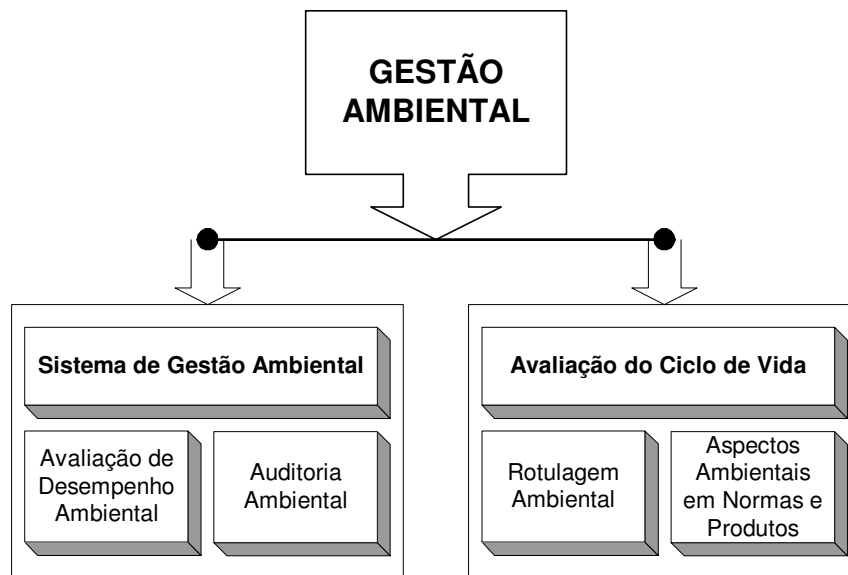 GESTÃO
AMBIENTAL
Sistema de Gestão Ambiental
Avaliação de
Desempenho
Ambiental
Auditoria
Ambiental
Avaliação do Ciclo de Vida
Rotulagem
Ambiental
Aspectos
Ambientais
em Normas e
Produtos